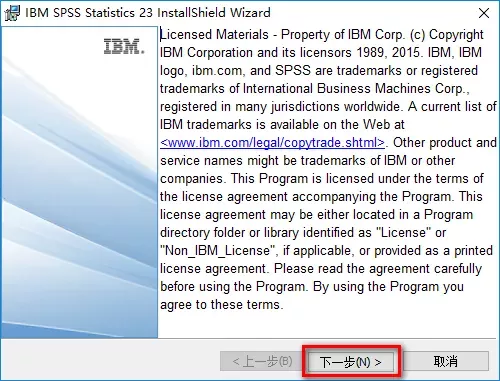 IBM SPSS Statistics 23 InstallShield Wizard
IBM.
Licensed Materials - Property of IBM Corp. (c) Copyright
IBM Corporation and its licensors 1989, 2015. IBM, IBM
logo, ibm.com, and SPSS are trademarks or registered
trademarks of International Business Machines Corp.,
registered in many jurisdictions worldwide. A current list of
IBM trademarks is available on the Web at
<www.ibm.com/legal/copytrade.shtml>. Other product and
service names might be trademarks of IBM or other
companies. This Program is licensed under the terms of
the license agreement accompanying the Program. This
license agreement may be either located in a Program
directory folder or library identified as "License" or
"Non_IBM_License", if applicable, or provided as a printed
license agreement. Please read the agreement carefully
before using the Program. By using the Program you
agree to these terms.
< 上一步(B) 下一步(N) > 取消